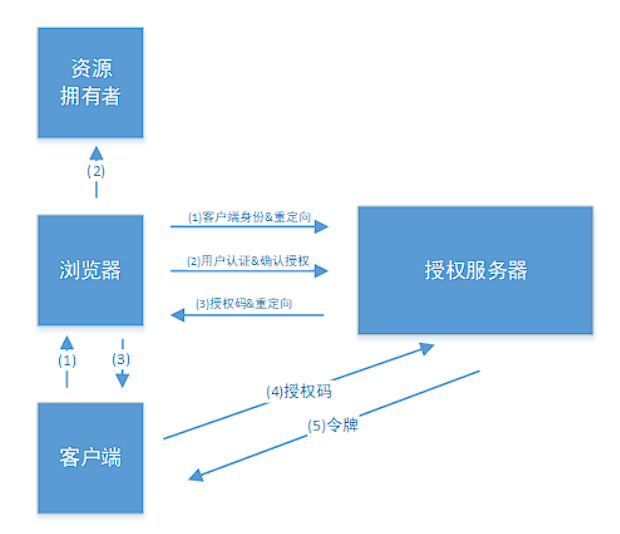 资源
拥有者
(2)
(1)客户端身份&重定向
浏览器
(2)用户认证&确认授权
授权服务器
(3)授权码&重定向
(1)
(3)
(4)授权码
(5)令牌
客户端